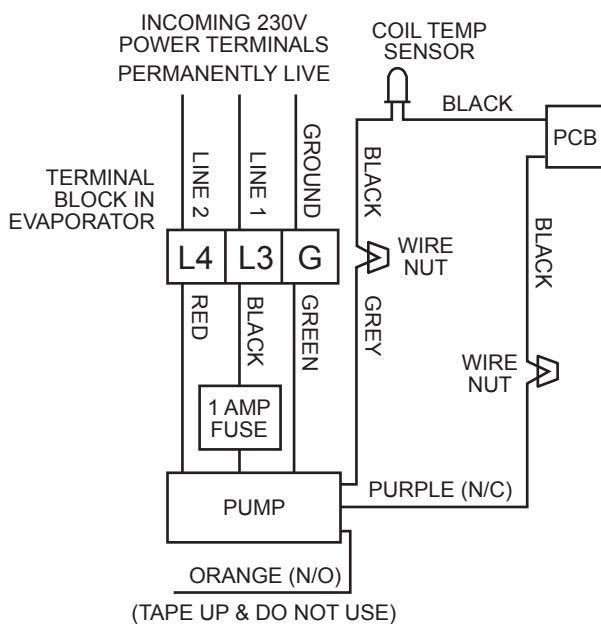 INCOMING 230V
POWER TERMINALS
PERMANENTLY LIVE
COIL TEMP
SENSOR
BLACK
PCB
LINE 2
LINE 1
GROUND
BLACK
BLACK
TERMINAL
BLOCK IN
EVAPORATOR
L4
L3
G
WIRE
NUT
RED
BLACK
GREEN
GREY
WIRE
NUT
1 AMP
FUSE
PUMP
PURPLE (N/C)
ORANGE (N/O)
(TAPE UP & DO NOT USE)